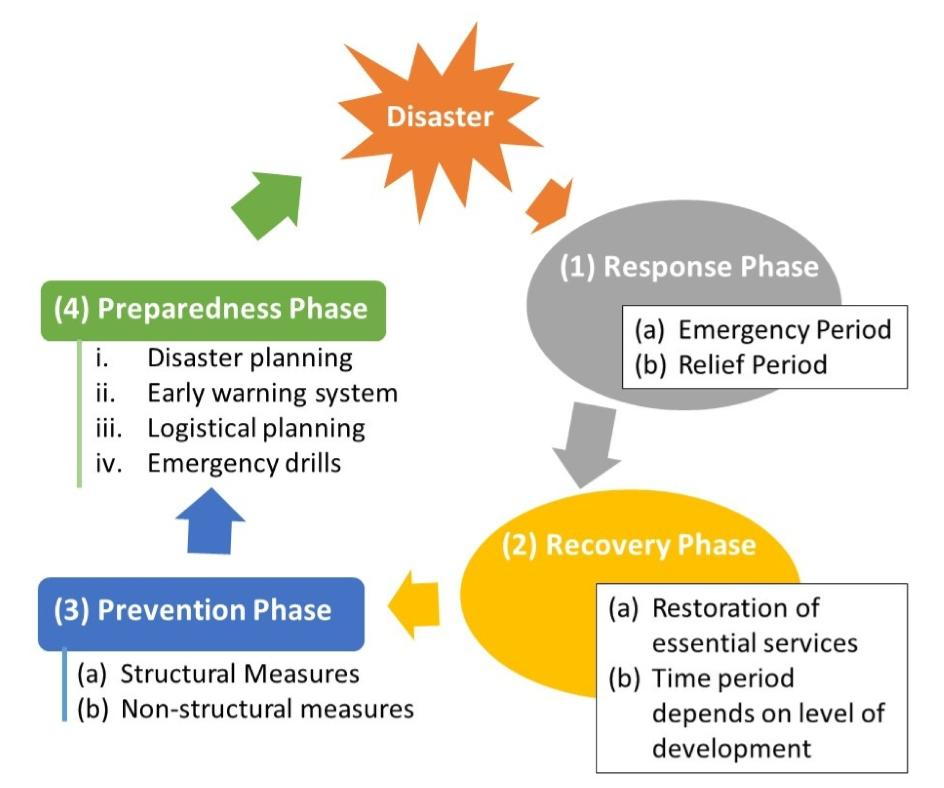 Disaster
(1) Response Phase
(a) Emergency Period
(b) Relief Period
(2) Recovery Phase
(a) Restoration of
essential services
(b) Time period
depends on level of
development
(3) Prevention Phase
(a) Structural Measures
(b) Non-structural measures
(4) Preparedness Phase
i. Disaster planning
ii. Early warning system
iii. Logistical planning
iv. Emergency drills